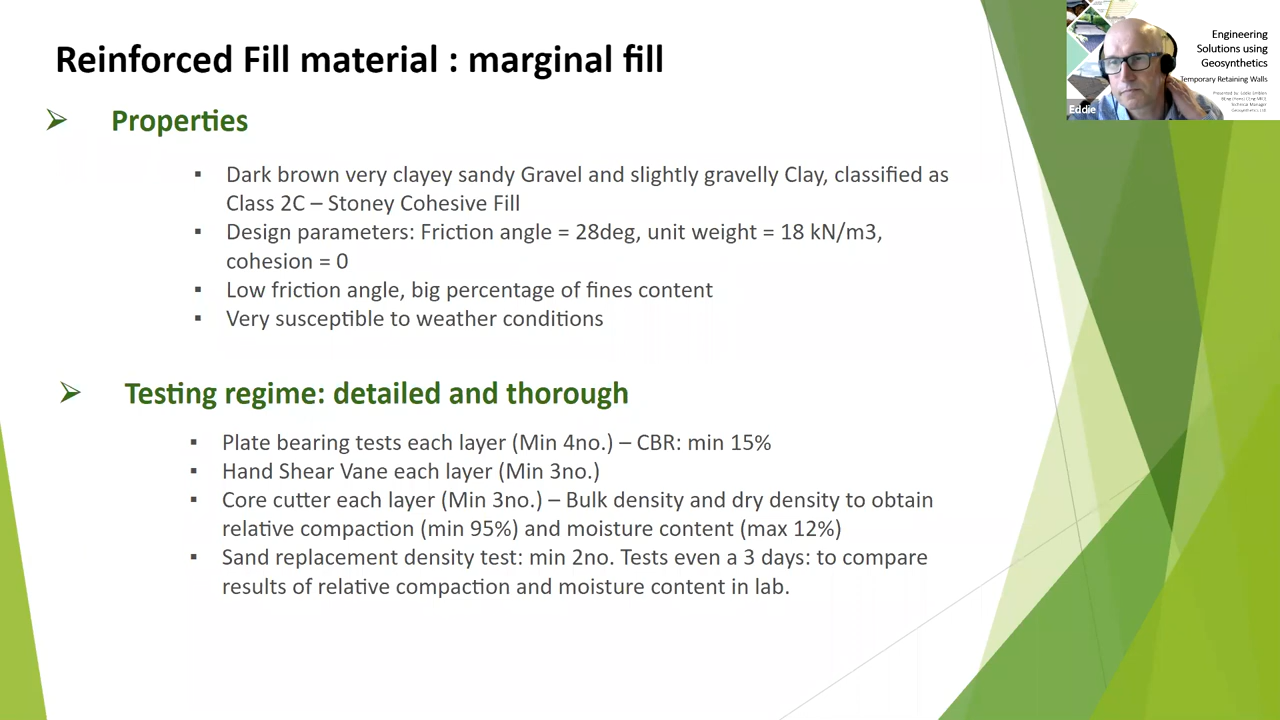 Reinforced Fill material : marginal fill
Properties
Dark brown very clayey sandy Gravel and slightly gravelly Clay, classified as
Class 2C – Stoney Cohesive Fill
Design parameters: Friction angle = 28deg, unit weight = 18 kN/m3,
cohesion = 0
Low friction angle, big percentage of fines content
Very susceptible to weather conditions
Testing regime: detailed and thorough
Plate bearing tests each layer (Min 4no.) – CBR: min 15%
Hand Shear Vane each layer (Min 3no.)
Core cutter each layer (Min 3no.) – Bulk density and dry density to obtain
relative compaction (min 95%) and moisture content (max 12%)
Sand replacement density test: min 2no. Tests even a 3 days: to compare
results of relative compaction and moisture content in lab.
Engineering
Solutions using
Geosynthetics
Temporary Retaining Walls
Technical Manager
Eddie